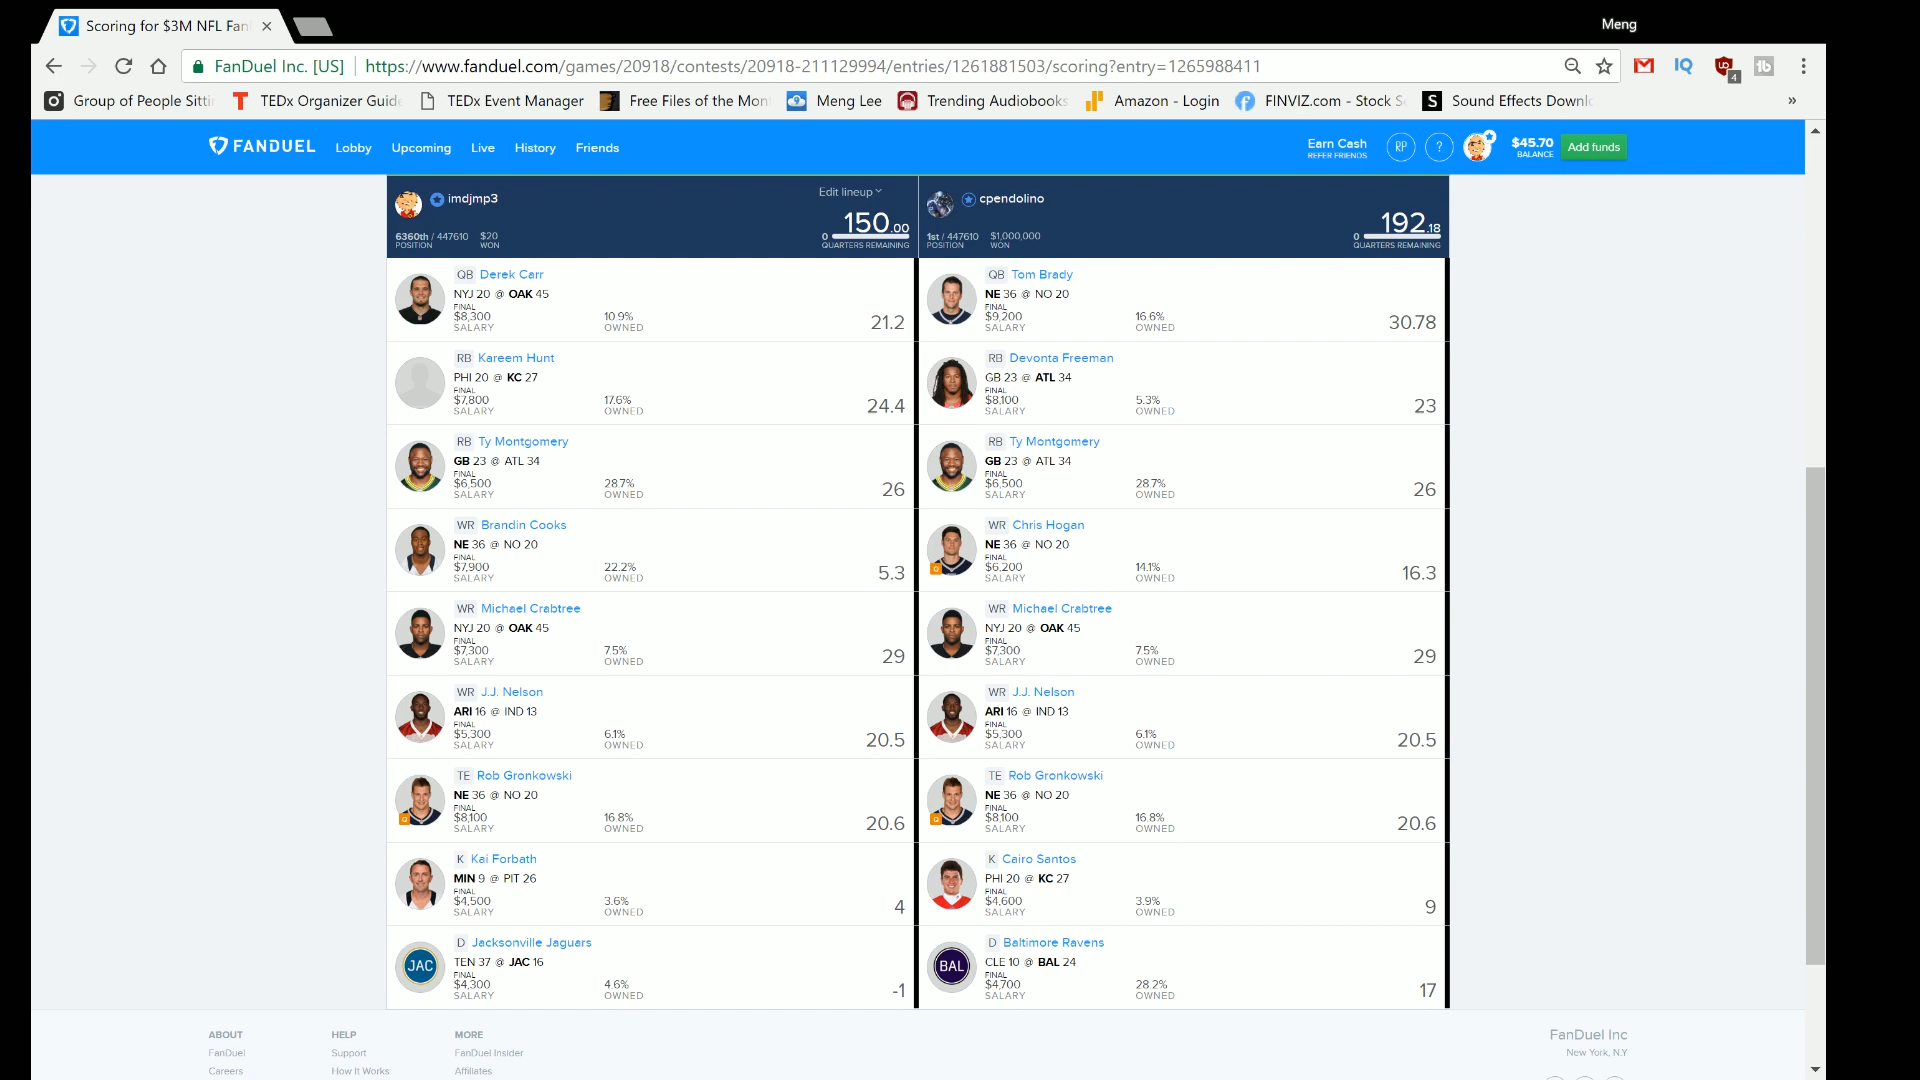 Scoring for $3M NFL Fan
Meng
FanDuel Inc. [US]
https://www.fanduel.com/games/20918/contests/20918-211129994/entries/1261881503/scoring?entry=1265988411
IQ
4
Group of People Sitti
TEDx Organizer Guide
TEDx Event Manager
Free Files of the Mon
Meng Lee
Trending Audiobooks
Amazon - Login
FINVIZ.com - Stock S
Sound Effects Downl
»
FANDUEL
Lobby
Upcoming
Live
History
Friends
Earn Cash
REFER FRIENDS
RP
?
$45.70
BALANCE
Add funds
imdjmp3
Edit lineup
150.00
6360th / 447610
POSITION
$20
WON
0
QUARTERS REMAINING
cpendolino
192.18
1st / 447610
POSITION
$1,000,000
WON
0
QUARTERS REMAINING
QB Derek Carr
NYJ 20 @ OAK 45
FINAL
$8,300
SALARY
10.9%
OWNED
21.2
QB Tom Brady
NE 36 @ NO 20
FINAL
$9,200
SALARY
16.6%
OWNED
30.78
RB Kareem Hunt
PHI 20 @ KC 27
FINAL
$7,800
SALARY
17.6%
OWNED
24.4
RB Devonta Freeman
GB 23 @ ATL 34
FINAL
$8,100
SALARY
5.3%
OWNED
23
RB Ty Montgomery
GB 23 @ ATL 34
FINAL
$6,500
SALARY
28.7%
OWNED
26
RB Ty Montgomery
GB 23 @ ATL 34
FINAL
$6,500
SALARY
28.7%
OWNED
26
WR Brandin Cooks
NE 36 @ NO 20
FINAL
$7,900
SALARY
22.2%
OWNED
5.3
WR Chris Hogan
NE 36 @ NO 20
FINAL
$6,200
SALARY
14.1%
OWNED
16.3
Q
WR Michael Crabtree
NYJ 20 @ OAK 45
FINAL
$7,300
SALARY
7.5%
OWNED
29
WR Michael Crabtree
NYJ 20 @ OAK 45
FINAL
$7,300
SALARY
7.5%
OWNED
29
WR J.J. Nelson
ARI 16 @ IND 13
FINAL
$5,300
SALARY
6.1%
OWNED
20.5
WR J.J. Nelson
ARI 16 @ IND 13
FINAL
$5,300
SALARY
6.1%
OWNED
20.5
TE Rob Gronkowski
NE 36 @ NO 20
FINAL
$8,100
SALARY
16.8%
OWNED
20.6
Q
TE Rob Gronkowski
NE 36 @ NO 20
FINAL
$8,100
SALARY
16.8%
OWNED
20.6
Q
K Kai Forbath
MIN 9 @ PIT 26
FINAL
$4,500
SALARY
3.6%
OWNED
4
K Cairo Santos
PHI 20 @ KC 27
FINAL
$4,600
SALARY
3.9%
OWNED
9
JAC
D Jacksonville Jaguars
TEN 37 @ JAC 16
FINAL
$4,300
SALARY
4.6%
OWNED
-1
BAL
D Baltimore Ravens
CLE 10 @ BAL 24
FINAL
$4,700
SALARY
28.2%
OWNED
17
ABOUT
FanDuel
Careers
HELP
Support
How It Works
MORE
FanDuel Insider
Affiliates
FanDuel Inc
New York, N.Y